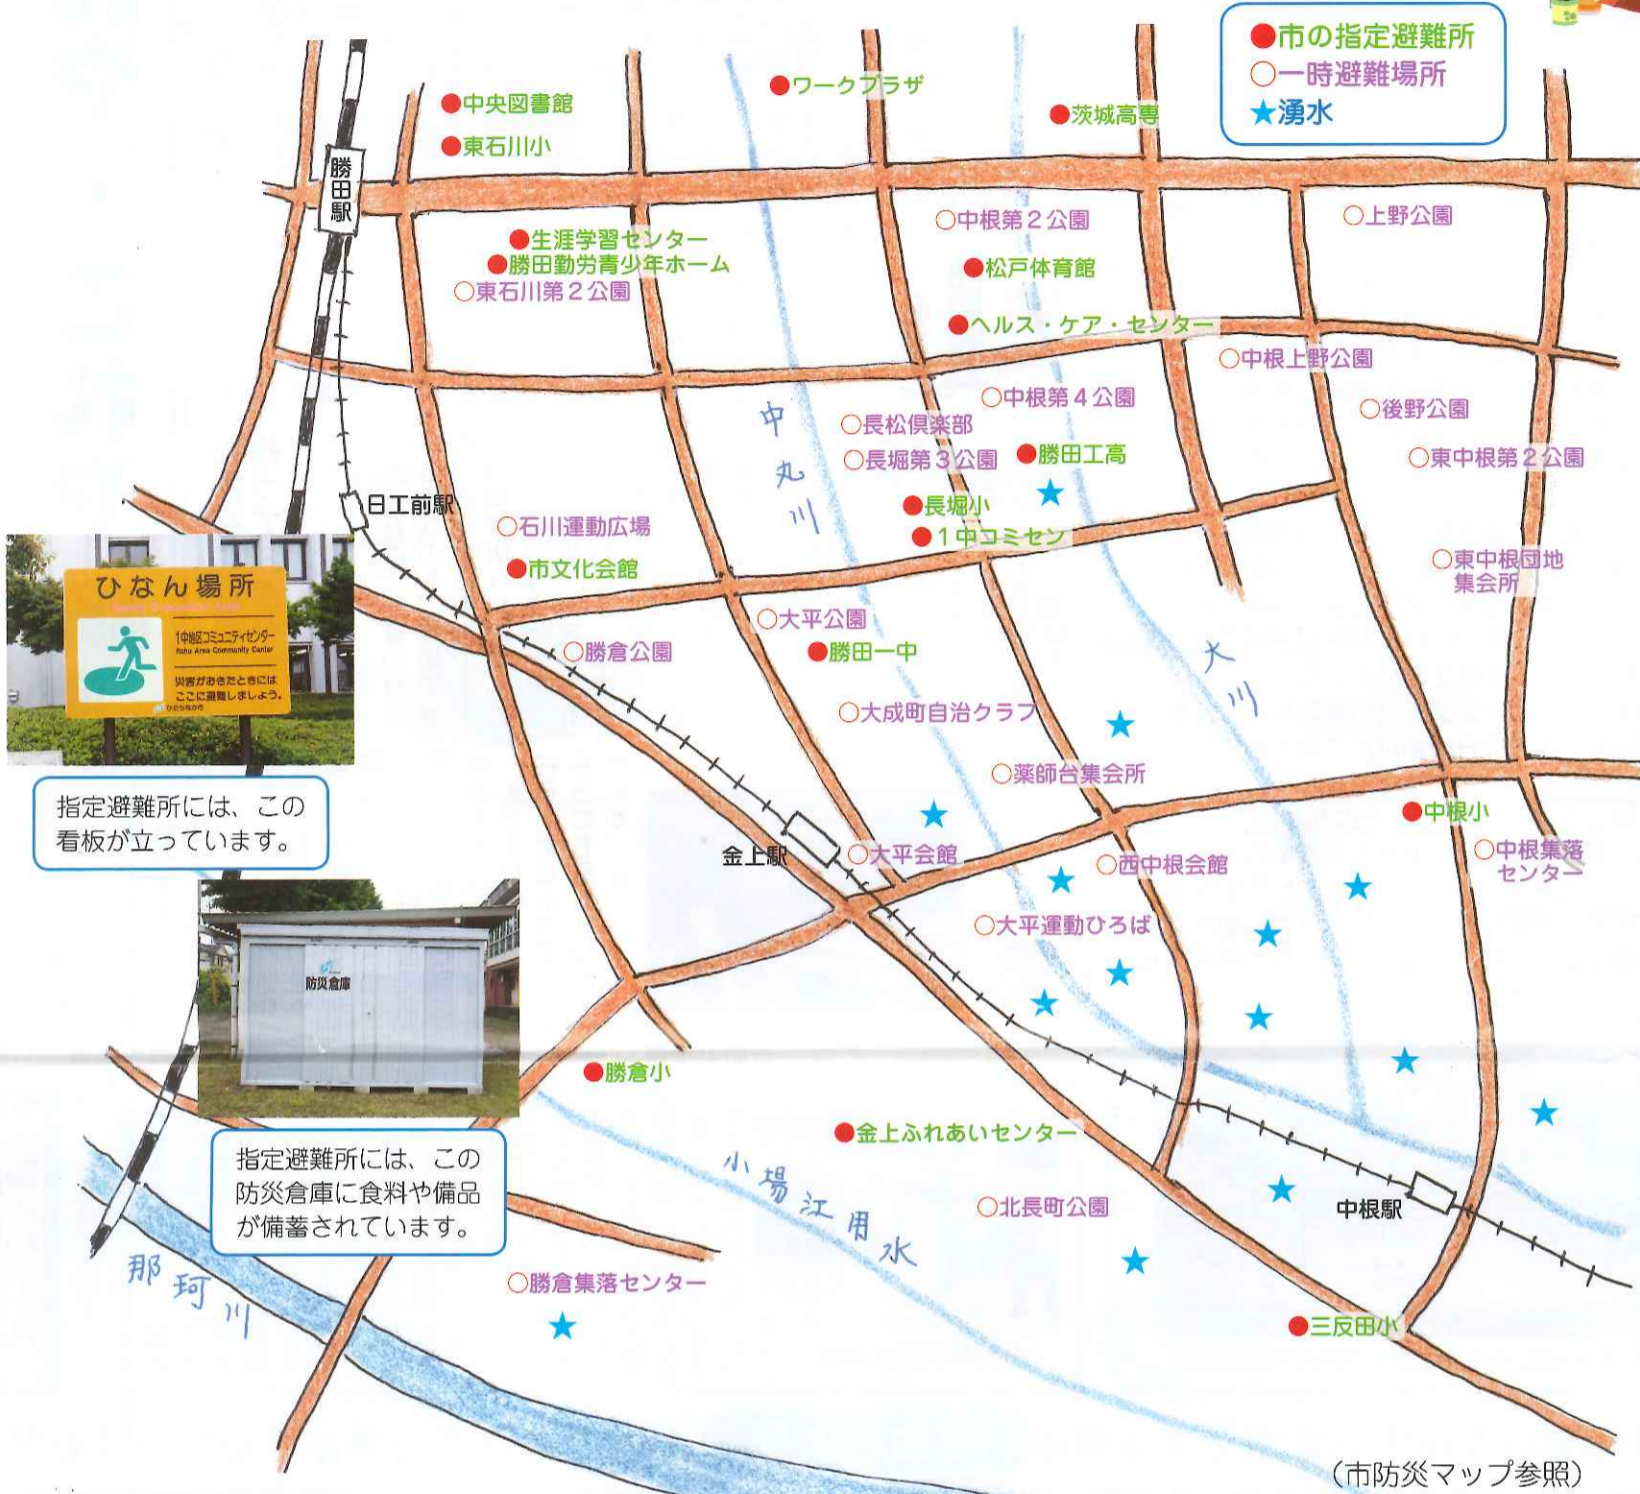 ●市の指定避難所
○一時避難場所
★湧水
●ワークプラザ
●中央図書館
●茨城高専
●東石川小
勝田駅
○中根第2公園
○上野公園
●生涯学習センター
●勝田勤労青少年ホーム
○東石川第2公園
●松戸体育館
●ヘルス・ケア・センター
○中根上野公園
○中根第4公園
中丸川
○長松倶楽部
○後野公園
○長堀第3公園
●勝田工高
○東中根第2公園
日工前駅
●長堀小
○石川運動広場
●1中コミセン
●市文化会館
○東中根団地
集会所
ひなん場所
1中地区コミュニティセンター
災害がおきたときには
ここに避難しましょう。
ひたちなか市
○大平公園
○勝倉公園
●勝田一中
大川
○大成町自治クラブ
○薬師台集会所
指定避難所には、この
看板が立っています。
●中根小
金上駅
○大平会館
○西中根会館
○中根集落
センター
○大平運動ひろば
防災倉庫
●勝倉小
●金上ふれあいセンター
指定避難所には、この
防災倉庫に食料や備品
が備蓄されています。
小場江用水
○北長町公園
中根駅
那珂川
○勝倉集落センター
●三反田小
（市防災マップ参照）